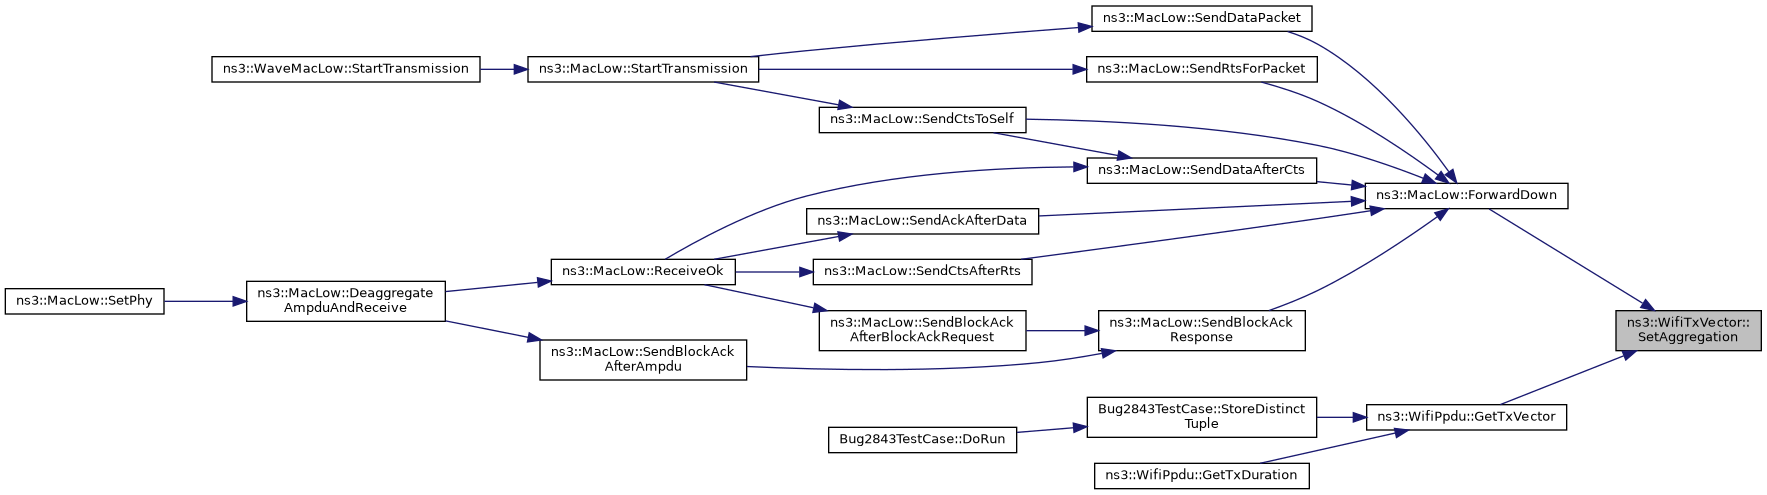 ns3::MacLow::SendDataPacket
ns3::WaveMacLow::StartTransmission
ns3::MacLow::StartTransmission
ns3::MacLow::SendRtsForPacket
ns3::MacLow::SendCtsToSelf
ns3::MacLow::SendDataAfterCts
ns3::MacLow::ForwardDown
ns3::MacLow::SendAckAfterData
ns3::MacLow::ReceiveOk
ns3::MacLow::SendCtsAfterRts
ns3::MacLow::SetPhy
ns3::MacLow::Deaggregate
AmpduAndReceive
ns3::MacLow::SendBlockAck
AfterBlockAckRequest
ns3::MacLow::SendBlockAck
Response
ns3::WifiTxVector::
SetAggregation
ns3::MacLow::SendBlockAck
AfterAmpdu
Bug2843TestCase::StoreDistinct
Tuple
ns3::WifiPpdu::GetTxVector
Bug2843TestCase::DoRun
ns3::WifiPpdu::GetTxDuration